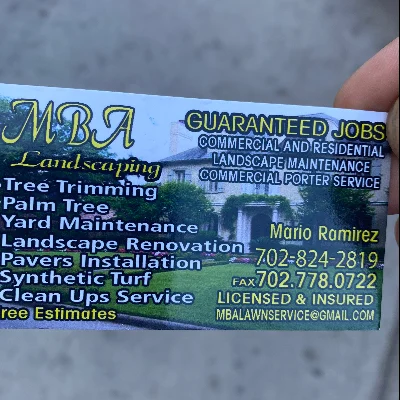 MBA
Landscaping
Tree Trimming
Palm Tree
Yard Maintenance
Landscape Renovation
Pavers Installation
Synthetic Turf
Clean Ups Service
ree Estimates
GUARANTEED JOBS
COMMERCIAL AND RESIDENTIAL
LANDSCAPE MAINTENANCE
COMMERCIAL PORTER SERVICE
Mario Ramirez
702-824-2819
FAX 702.778.0722
LICENSED & INSURED
MBALAWNSERVICE@GMAIL.COM